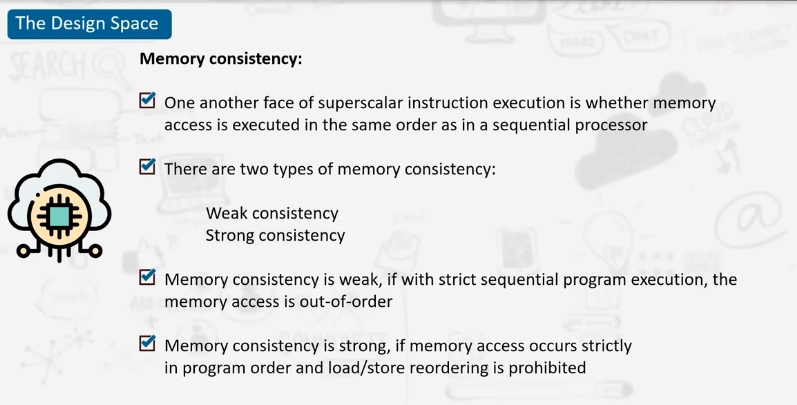 The Design Space
Memory consistency:
One another face of superscalar instruction execution is whether memory
access is executed in the same order as in a sequential processor
There are two types of memory consistency:
Weak consistency
Strong consistency
Memory consistency is weak, if with strict sequential program execution, the
memory access is out-of-order
Memory consistency is strong, if memory access occurs strictly
in program order and load/store reordering is prohibited
SEARCH
CHAT
CLOUD